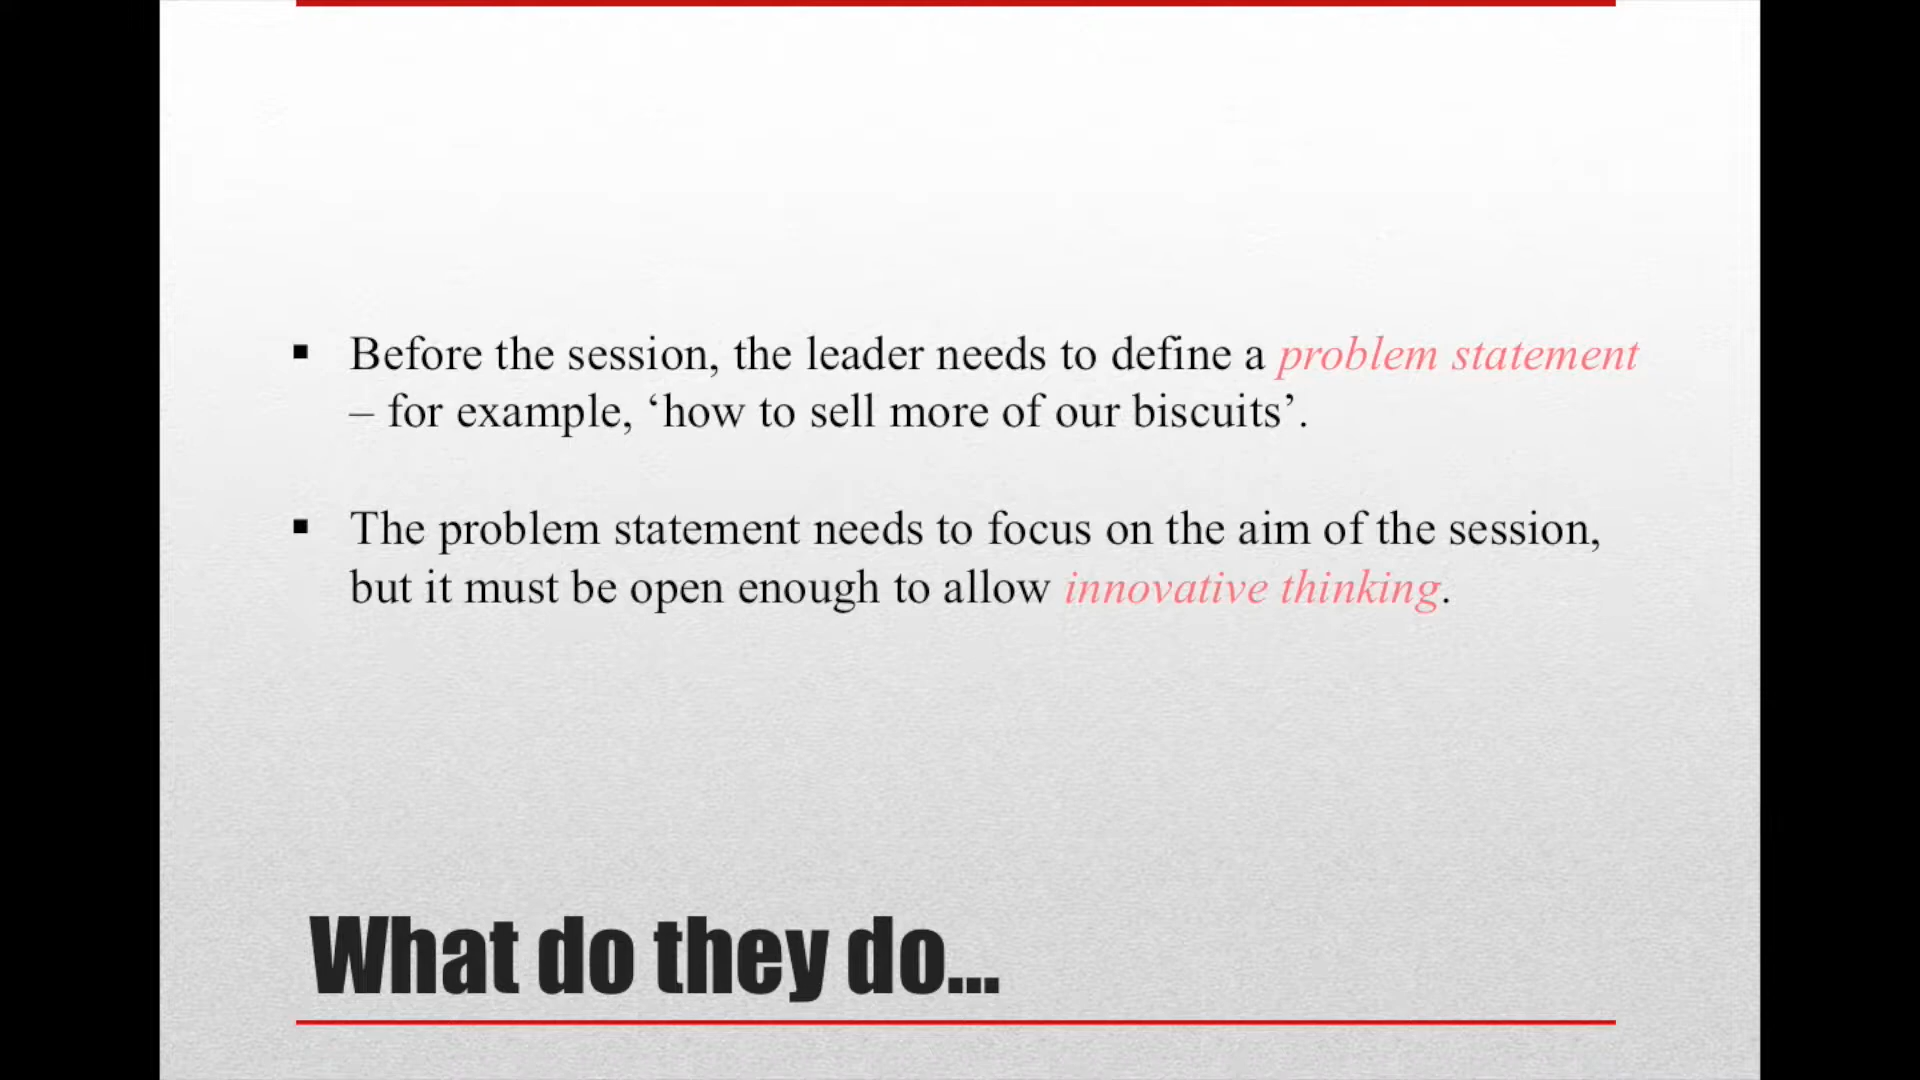 ▪ Before the session, the leader needs to define a problem statement
– for example, ‘how to sell more of our biscuits’.
▪ The problem statement needs to focus on the aim of the session,
but it must be open enough to allow innovative thinking.
What do they do...